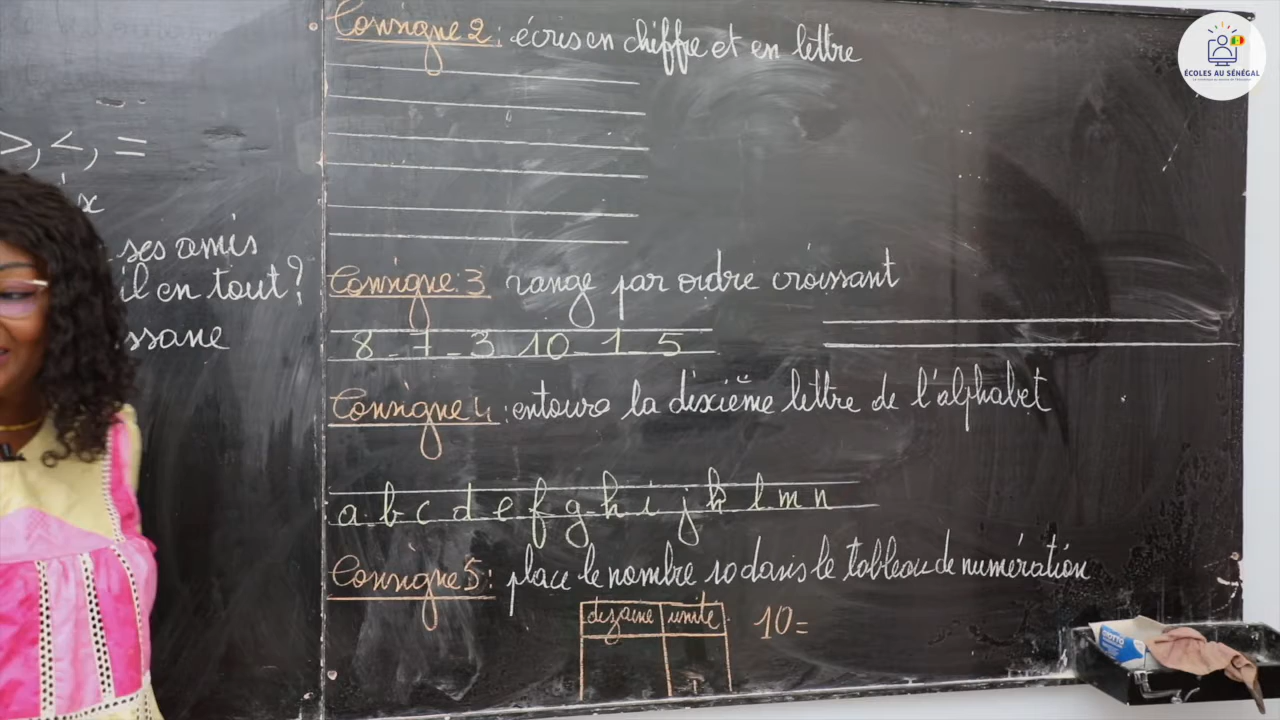 >, <, =
x
ses amis
il en tout ?
ssane
Consigne 2 : écris en chiffre et en lettre
Consigne : 3 range par ordre croissant
8 - 7 - 3 - 10 - 1 - 5
Consigne 4 : entoure la dixième lettre de l'alphabet
a b c d e f g h i j k l m n
Consigne 5 : place le nombre 10 dans le tableau de numération
dizaine unité 10 =
ÉCOLES AU SÉNÉGAL
GIOTTO